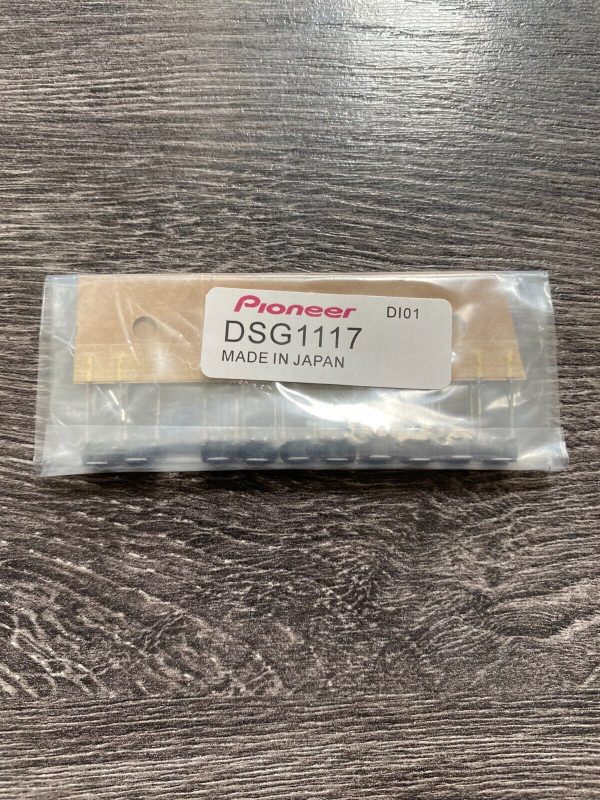 Pioneer
DI01
DSG1117
MADE IN JAPAN